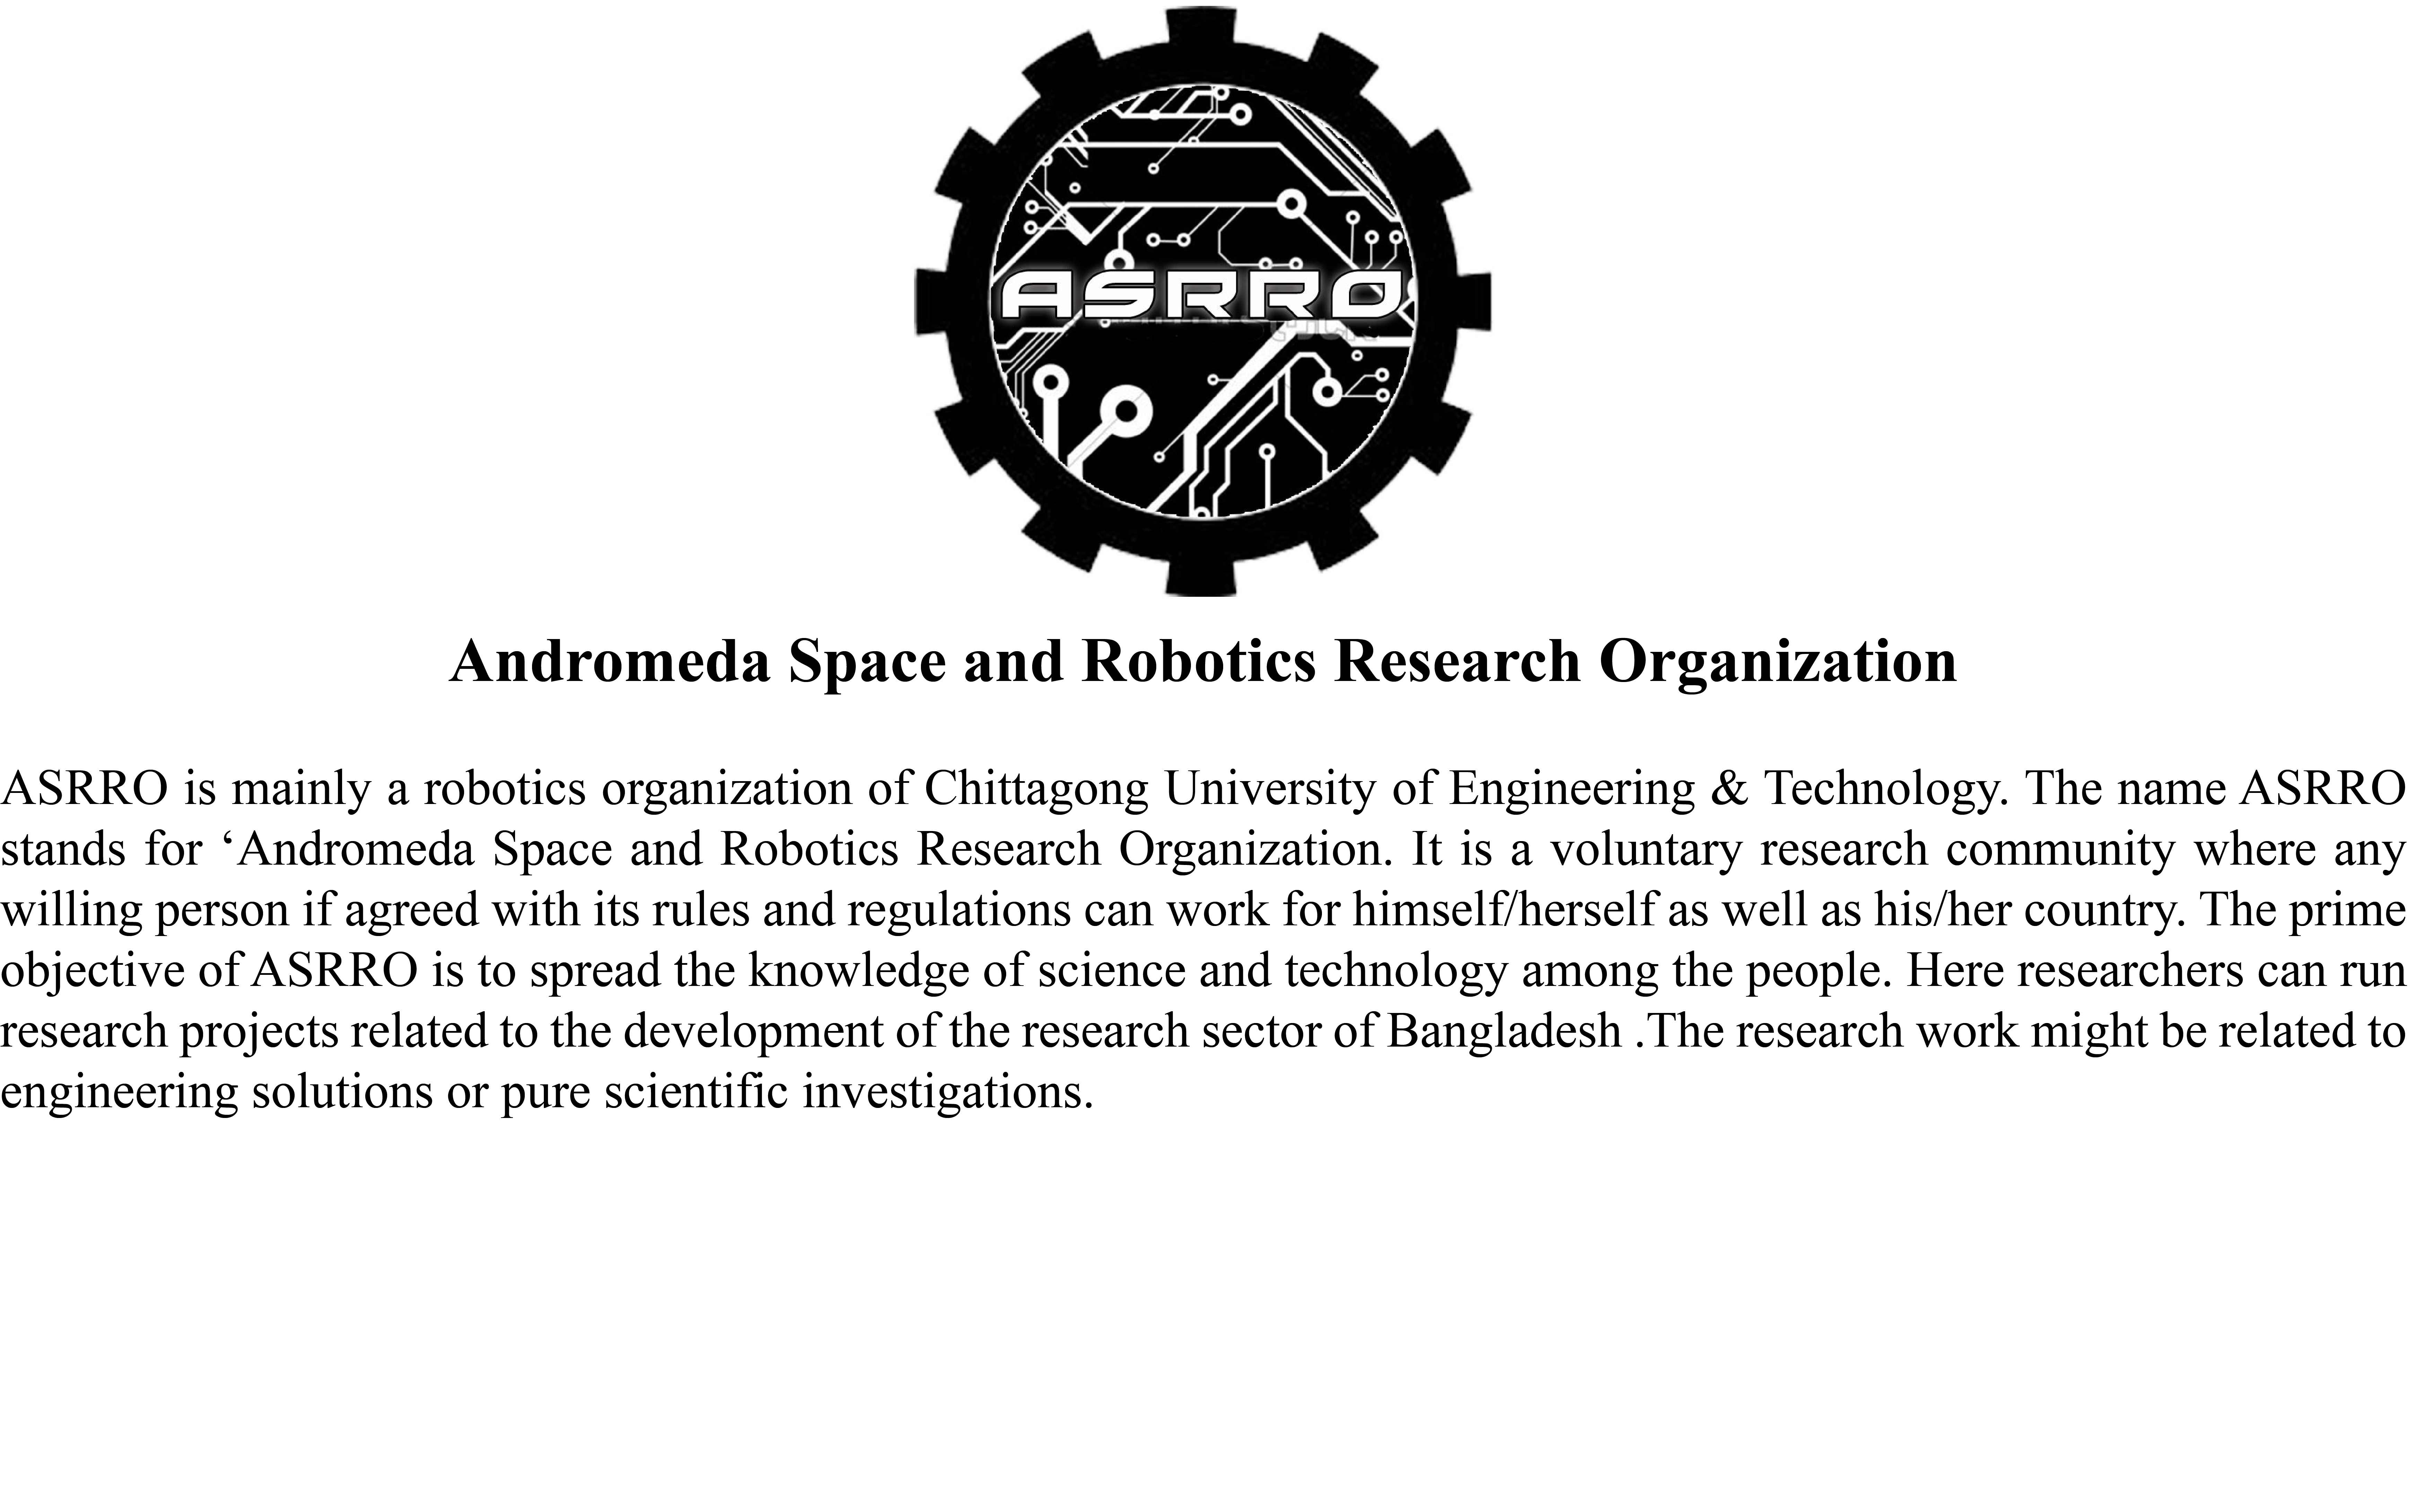 ASRRO
Andromeda Space and Robotics Research Organization
ASRRO is mainly a robotics organization of Chittagong University of Engineering & Technology. The name ASRRO
stands for ‘Andromeda Space and Robotics Research Organization. It is a voluntary research community where any
willing person if agreed with its rules and regulations can work for himself/herself as well as his/her country. The prime
objective of ASRRO is to spread the knowledge of science and technology among the people. Here researchers can run
research projects related to the development of the research sector of Bangladesh .The research work might be related to
engineering solutions or pure scientific investigations.